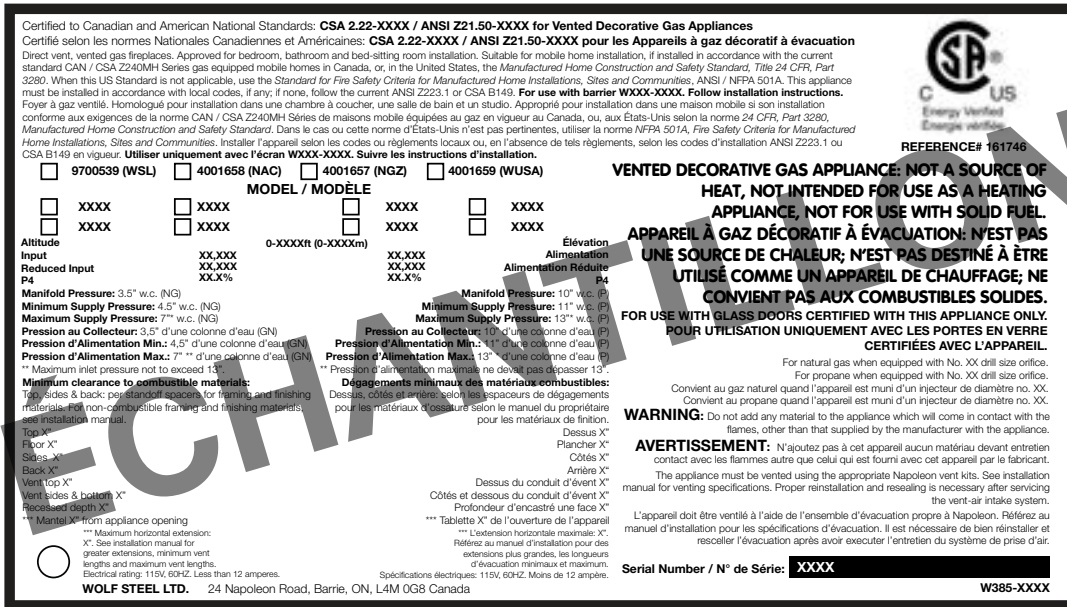 Certified to Canadian and American National Standards: CSA 2.22-XXXX / ANSI Z21.50-XXXX for Vented Decorative Gas Appliances
Certifié selon les normes Nationales Canadiennes et Américaines: CSA 2.22-XXXX / ANSI Z21.50-XXXX pour les Appareils à gaz décoratif à évacuation
Direct vent, vented gas fireplaces. Approved for bedroom, bathroom and bed-sitting room installation. Suitable for mobile home installation, if installed in accordance with the current
standard CAN / CSA Z240MH Series gas equipped mobile homes in Canada, or, in the United States, the Manufactured Home Construction and Safety Standard, Title 24 CFR, Part
3280. When this US Standard is not applicable, use the Standard for Fire Safety Criteria for Manufactured Home Installations, Sites and Communities, ANSI / NFPA 501A. This appliance
must be installed in accordance with local codes, if any; if none, follow the current ANSI Z223.1 or CSA B149. For use with barrier WXXX-XXXX. Follow installation instructions.
Foyer à gaz ventilé. Homologué pour installation dans une chambre à coucher, une salle de bain et un studio. Approprié pour installation dans une maison mobile si son installation
conforme aux exigences de la norme CAN / CSA Z240MH Séries de maisons mobiles équipées au gaz en vigueur au Canada, ou, aux États-Unis selon la norme 24 CFR, Part 3280,
Manufactured Home Construction and Safety Standard. Dans le cas ou cette norme d'États-Unis n'est pas pertinentes, utiliser la norme NFPA 501A, Fire Safety Criteria for Manufactured
Home Installations, Sites and Communities. Installer l'appareil selon les codes ou règlements locaux ou, en l'absence de tels règlements, selon les codes d'installation ANSI Z223.1 ou
CSA B149 en vigueur. Utiliser uniquement avec l'écran WXXX-XXXX. Suivre les instructions d'installation.
SA
C US
Energy Verified
Énergie vérifiée
REFERENCE# 161746
9700539 (WSL) 4001658 (NAC) 4001657 (NGZ) 4001659 (WUSA)
MODEL / MODÈLE
XXXX XXXX XXXX XXXX
XXXX XXXX XXXX XXXX
Altitude 0-XXXXft (0-XXXXm) Élévation
Input XX,XXX XX,XXX Alimentation
Reduced Input XX,XXX XX,XXX Alimentation Réduite
P4 XX.X% XX.X% P4
Manifold Pressure: 3.5" w.c. (NG) Manifold Pressure: 10" w.c. (P)
Minimum Supply Pressure: 4.5" w.c. (NG) Minimum Supply Pressure: 11" w.c. (P)
Maximum Supply Pressure: 7"* w.c. (NG) Maximum Supply Pressure: 13"* w.c. (P)
Pression au Collecteur: 3,5" d'une colonne d'eau (GN) Pression au Collecteur: 10" d'une colonne d'eau (P)
Pression d'Alimentation Min.: 4,5" d'une colonne d'eau (GN) Pression d'Alimentation Min.: 11" d'une colonne d'eau (P)
Pression d'Alimentation Max.: 7" ** d'une colonne d'eau (GN) Pression d'Alimentation Max.: 13" * d'une colonne d'eau (P)
** Maximum inlet pressure not to exceed 13". ** Pression d'alimentation maximale ne devait pas dépasser 13".
Minimum clearance to combustible materials: Dégagements minimaux des matériaux combustibles:
Top, sides & back: per standoff spacers for framing and finishing Dessus, côtés et arrière: selon les espaceurs de dégagements
materials. For non-combustible framing and finishing materials, pour les matériaux d'ossature selon le manuel du propriétaire
see installation manual. pour les matériaux de finition.
Top X" Dessus X"
Floor X" Plancher X"
Sides X" Côtés X"
Back X" Arrière X"
Vent top X" Dessus du conduit d'évent X"
Vent sides & bottom X" Côtés et dessous du conduit d'évent X"
Recessed depth X" Profondeur d'encastré une face X"
*** Mantel X" from appliance opening *** Tablette X" de l'ouverture de l'appareil
*** Maximum horizontal extension: *** L'extension horizontale maximale: X".
X". See installation manual for Référez au manuel d'installation pour des
greater extensions, minimum vent extensions plus grandes, les longueurs
lengths and maximum vent lengths. d'évacuation minimaux et maximum.
Electrical rating: 115V, 60HZ. Less than 12 amperes. Spécifications électriques: 115V, 60HZ. Moins de 12 ampère.
WOLF STEEL LTD. 24 Napoleon Road, Barrie, ON, L4M 0G8 Canada
VENTED DECORATIVE GAS APPLIANCE: NOT A SOURCE OF
HEAT, NOT INTENDED FOR USE AS A HEATING
APPLIANCE, NOT FOR USE WITH SOLID FUEL.
APPAREIL À GAZ DÉCORATIF À ÉVACUATION: N'EST PAS
UNE SOURCE DE CHALEUR; N'EST PAS DESTINÉ À ÈTRE
UTILISÉ COMME UN APPAREIL DE CHAUFFAGE; NE
CONVIENT PAS AUX COMBUSTIBLES SOLIDES.
FOR USE WITH GLASS DOORS CERTIFIED WITH THIS APPLIANCE ONLY.
POUR UTILISATION UNIQUEMENT AVEC LES PORTES EN VERRE
CERTIFIÉES AVEC L'APPAREIL.
For natural gas when equipped with No. XX drill size orifice.
For propane when equipped with No. XX drill size orifice.
Convient au gaz naturel quand l'appareil est muni d'un injecteur de diamètre no. XX.
Convient au propane quand l'appareil est muni d'un injecteur de diamètre no. XX.
WARNING: Do not add any material to the appliance which will come in contact with the
flames, other than that supplied by the manufacturer with the appliance.
AVERTISSEMENT: N'ajoutez pas à cet appareil aucun matériau devant entretien
contact avec les flammes autre que celui qui est fourni avec cet appareil par le fabricant.
The appliance must be vented using the appropriate Napoleon vent kits. See installation
manual for venting specifications. Proper reinstallation and resealing is necessary after servicing
the vent-air intake system.
L'appareil doit être ventilé à l'aide de l'ensemble d'évacuation propre à Napoleon. Référez au
manuel d'installation pour les spécifications d'évacuation. Il est nécessaire de bien réinstaller et
resceller l'évacuation après avoir executer l'entretien du système de prise d'air.
Serial Number / N° de Série: XXXX
W385-XXXX
ÉCHANTILLON